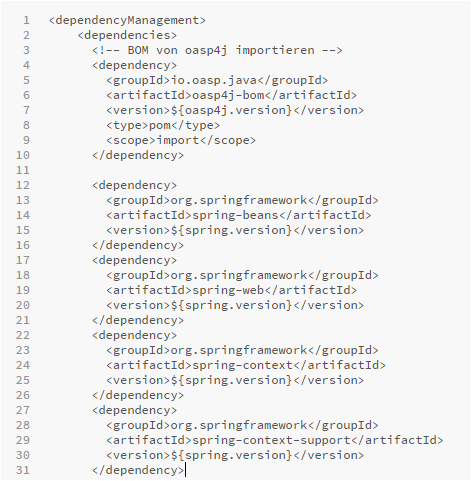 1 <dependencyManagement>
2 <dependencies>
3 <!-- BOM von oasp4j importieren -->
4 <dependency>
5 <groupId>io.oasp.java</groupId>
6 <artifactId>oasp4j-bom</artifactId>
7 <version>${oasp4j.version}</version>
8 <type>pom</type>
9 <scope>import</scope>
10 </dependency>
11
12 <dependency>
13 <groupId>org.springframework</groupId>
14 <artifactId>spring-beans</artifactId>
15 <version>${spring.version}</version>
16 </dependency>
17 <dependency>
18 <groupId>org.springframework</groupId>
19 <artifactId>spring-web</artifactId>
20 <version>${spring.version}</version>
21 </dependency>
22 <dependency>
23 <groupId>org.springframework</groupId>
24 <artifactId>spring-context</artifactId>
25 <version>${spring.version}</version>
26 </dependency>
27 <dependency>
28 <groupId>org.springframework</groupId>
29 <artifactId>spring-context-support</artifactId>
30 <version>${spring.version}</version>
31 </dependency>